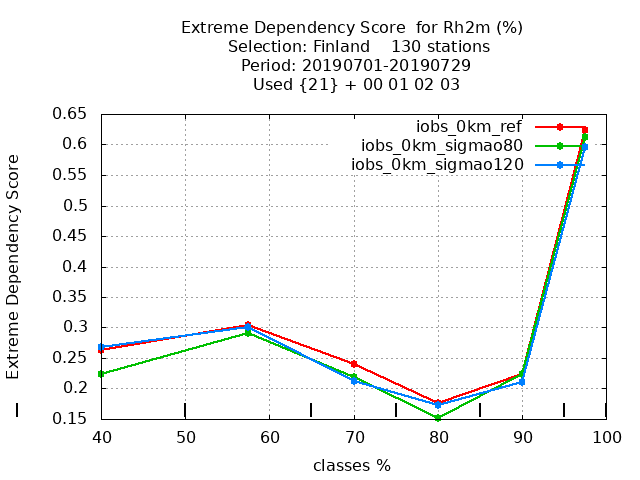 Extreme Dependency Score  for Rh2m (%)
Selection: Finland    130 stations
Period: 20190701-20190729
Used {21} + 00 01 02 03
iobs_0km_ref
iobs_0km_sigmao80
iobs_0km_sigmao120
Extreme Dependency Score
0.65
0.6
0.55
0.5
0.45
0.4
0.35
0.3
0.25
0.2
0.15
40 50 60 70 80 90 100
classes %